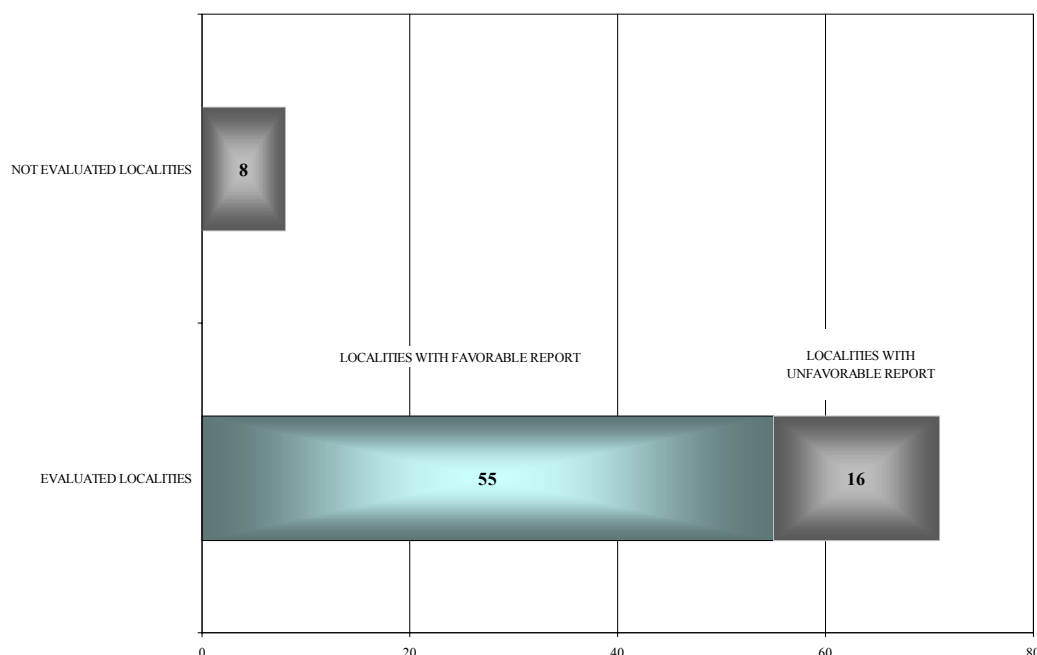 NOT EVALUATED LOCALITIES
8
LOCALITIES WITH FAVORABLE REPORT
LOCALITIES WITH
UNFAVORABLE REPORT
EVALUATED LOCALITIES
55
16
0
20
40
60
80